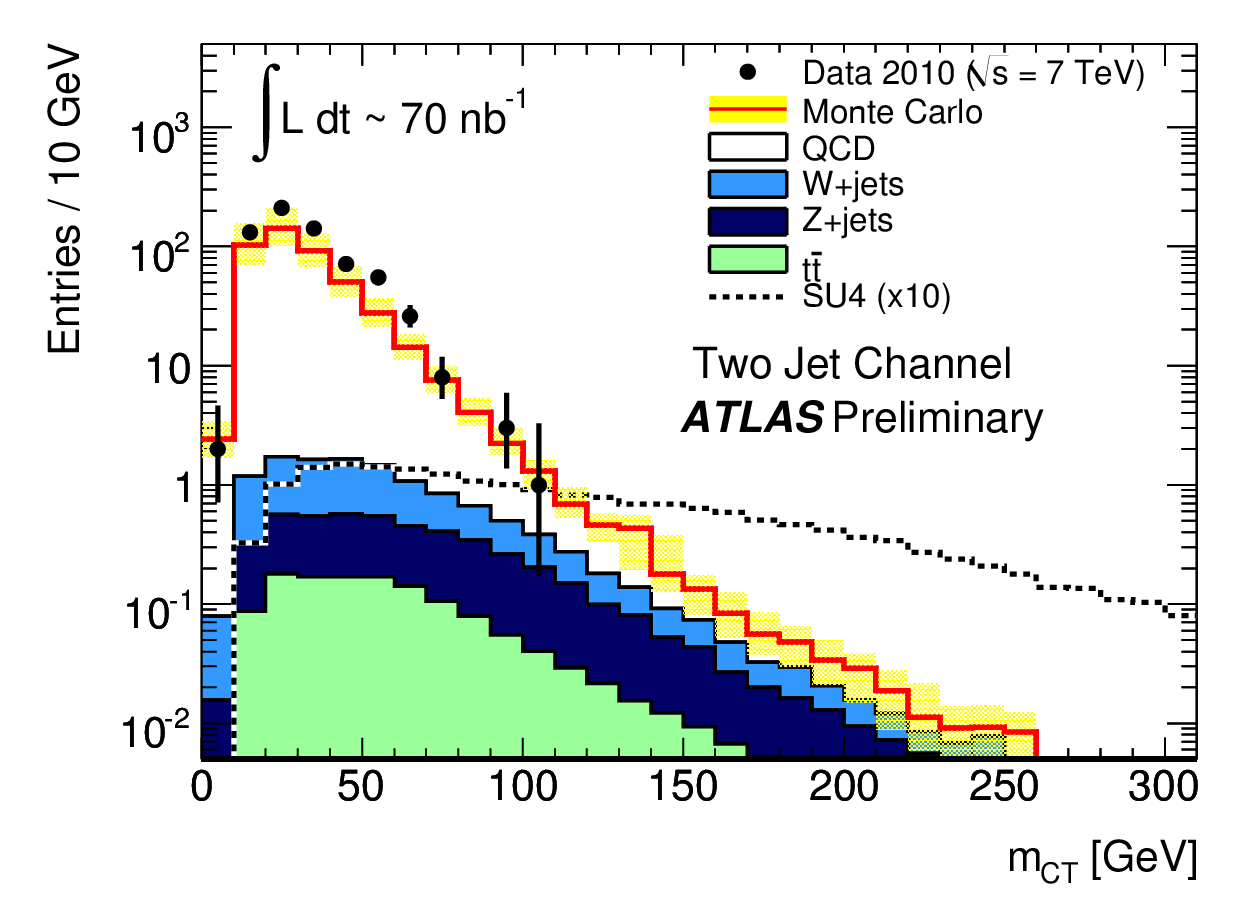 Entries / 10 GeV
∫ L dt ~ 70 nb⁻¹
Data 2010 (√s = 7 TeV)
Monte Carlo
QCD
W+jets
Z+jets
tt̄
SU4 (x10)
Two Jet Channel
ATLAS Preliminary
10³
10²
10
1
10⁻¹
10⁻²
0 50 100 150 200 250 300
m_CT [GeV]